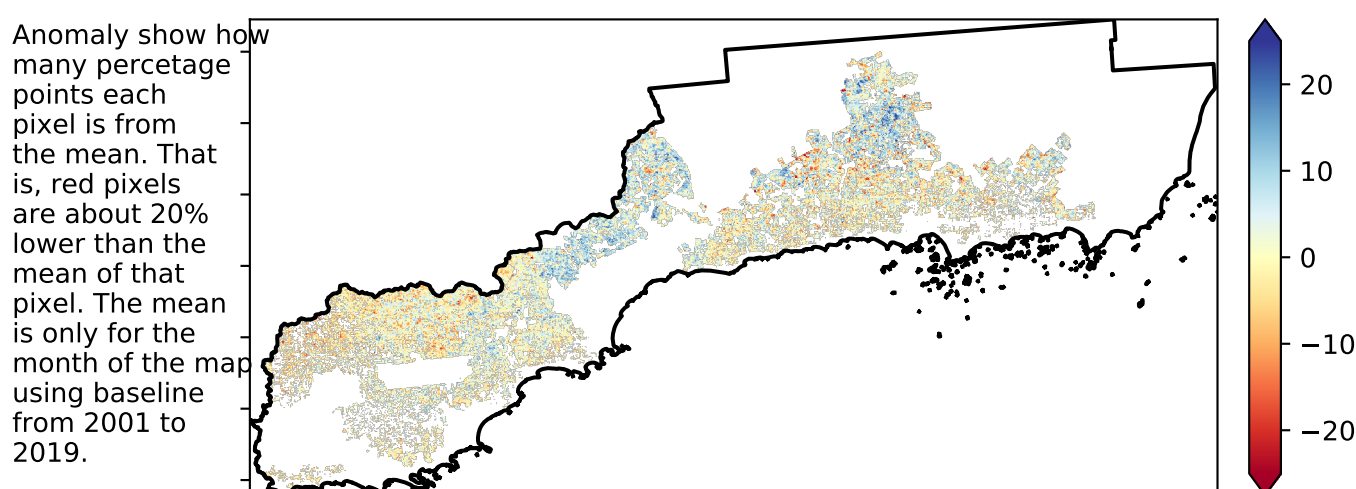 Anomaly show how
many percetage
points each
pixel is from
the mean. That
is, red pixels
are about 20%
lower than the
mean of that
pixel. The mean
is only for the
month of the map
using baseline
from 2001 to
2019.
20
10
0
−10
−20